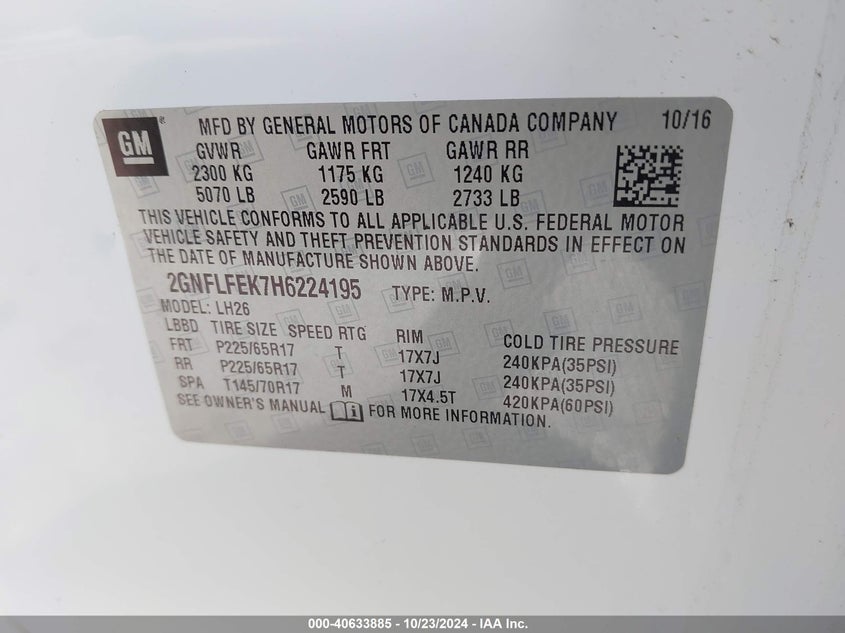 GM
MFD BY GENERAL MOTORS OF CANADA COMPANY 10/16
GVWR GAWR FRT GAWR RR
2300 KG 1175 KG 1240 KG
5070 LB 2590 LB 2733 LB
THIS VEHICLE CONFORMS TO ALL APPLICABLE U.S. FEDERAL MOTOR
VEHICLE SAFETY AND THEFT PREVENTION STANDARDS IN EFFECT ON
THE DATE OF MANUFACTURE SHOWN ABOVE.
2GNFLFEK7H6224195 TYPE: M.P.V.
MODEL: LH26
LBBD TIRE SIZE SPEED RTG RIM COLD TIRE PRESSURE
FRT P225/65R17 T 17X7J 240KPA(35PSI)
RR P225/65R17 T 17X7J 240KPA(35PSI)
SPA T145/70R17 M 17X4.5T 420KPA(60PSI)
SEE OWNER'S MANUAL FOR MORE INFORMATION.
000-40633885 - 10/23/2024 - IAA Inc.